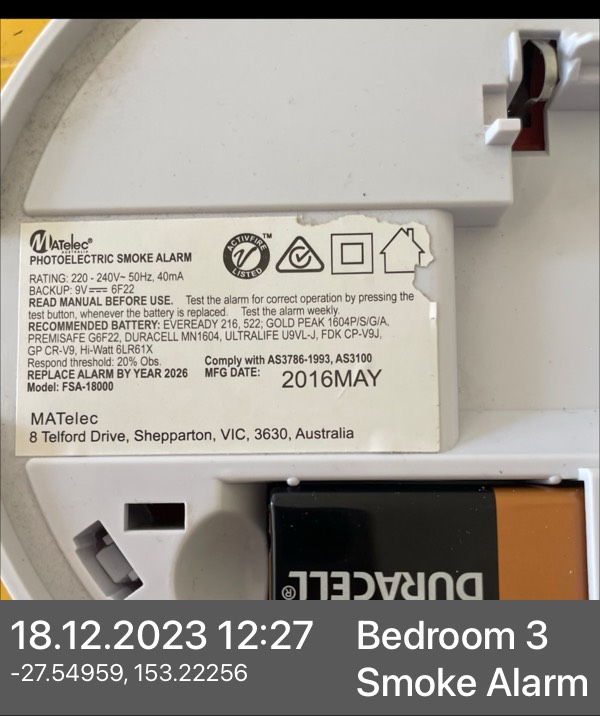 MATelec®
AUSTRALIA
PHOTOELECTRIC SMOKE ALARM
ACTIVFIRE ™
LISTED
RATING: 220 - 240V~ 50Hz, 40mA
BACKUP: 9V⎓ 6F22
READ MANUAL BEFORE USE. Test the alarm for correct operation by pressing the
test button, whenever the battery is replaced. Test the alarm weekly.
RECOMMENDED BATTERY: EVEREADY 216, 522; GOLD PEAK 1604P/S/G/A,
PREMISAFE G6F22, DURACELL MN1604, ULTRALIFE U9VL-J, FDK CP-V9J,
GP CR-V9, Hi-Watt 6LR61X
Respond threshold: 20% Obs. Comply with AS3786-1993, AS3100
REPLACE ALARM BY YEAR 2026 MFG DATE: 2016MAY
Model: FSA-18000
MATelec
8 Telford Drive, Shepparton, VIC, 3630, Australia
DURACELL®
18.12.2023 12:27
-27.54959, 153.22256
Bedroom 3
Smoke Alarm